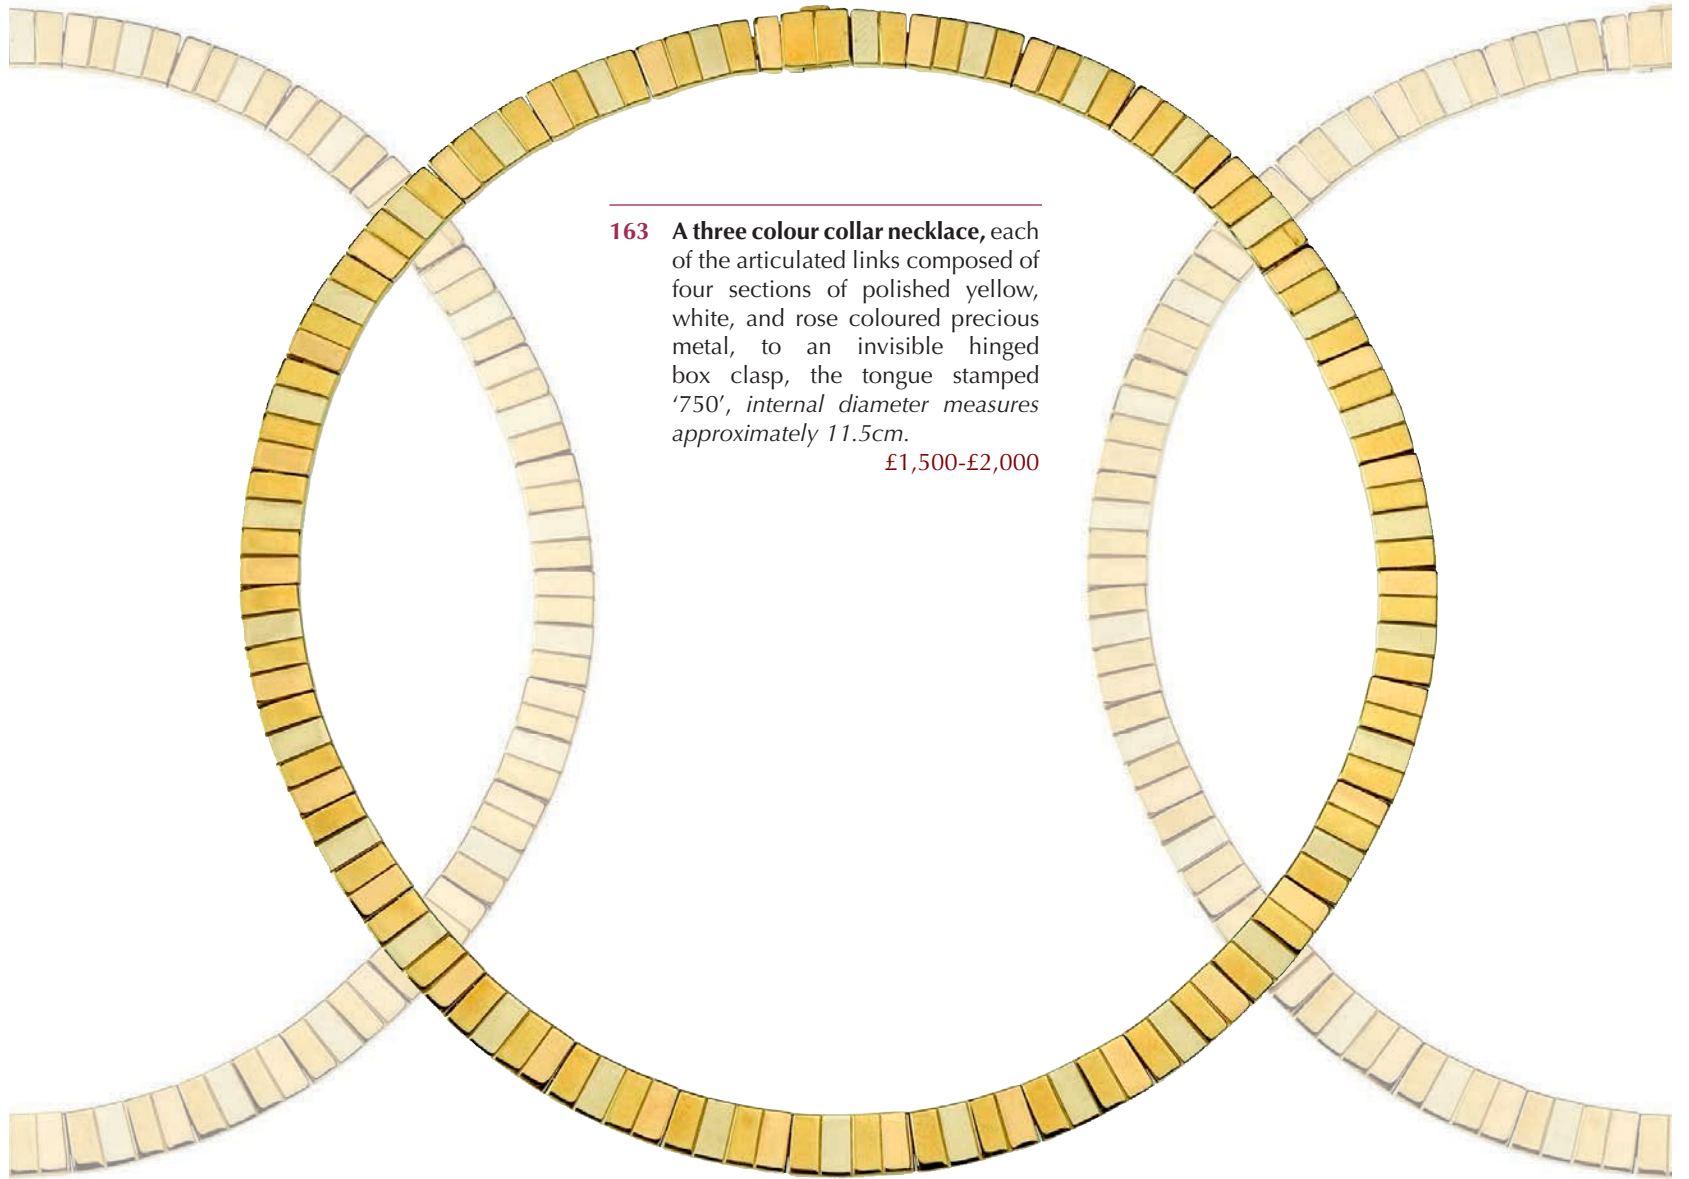 163 A three colour collar necklace, each
of the articulated links composed of
four sections of polished yellow,
white, and rose coloured precious
metal, to an invisible hinged
box clasp, the tongue stamped
‘750’, internal diameter measures
approximately 11.5cm.
£1,500-£2,000